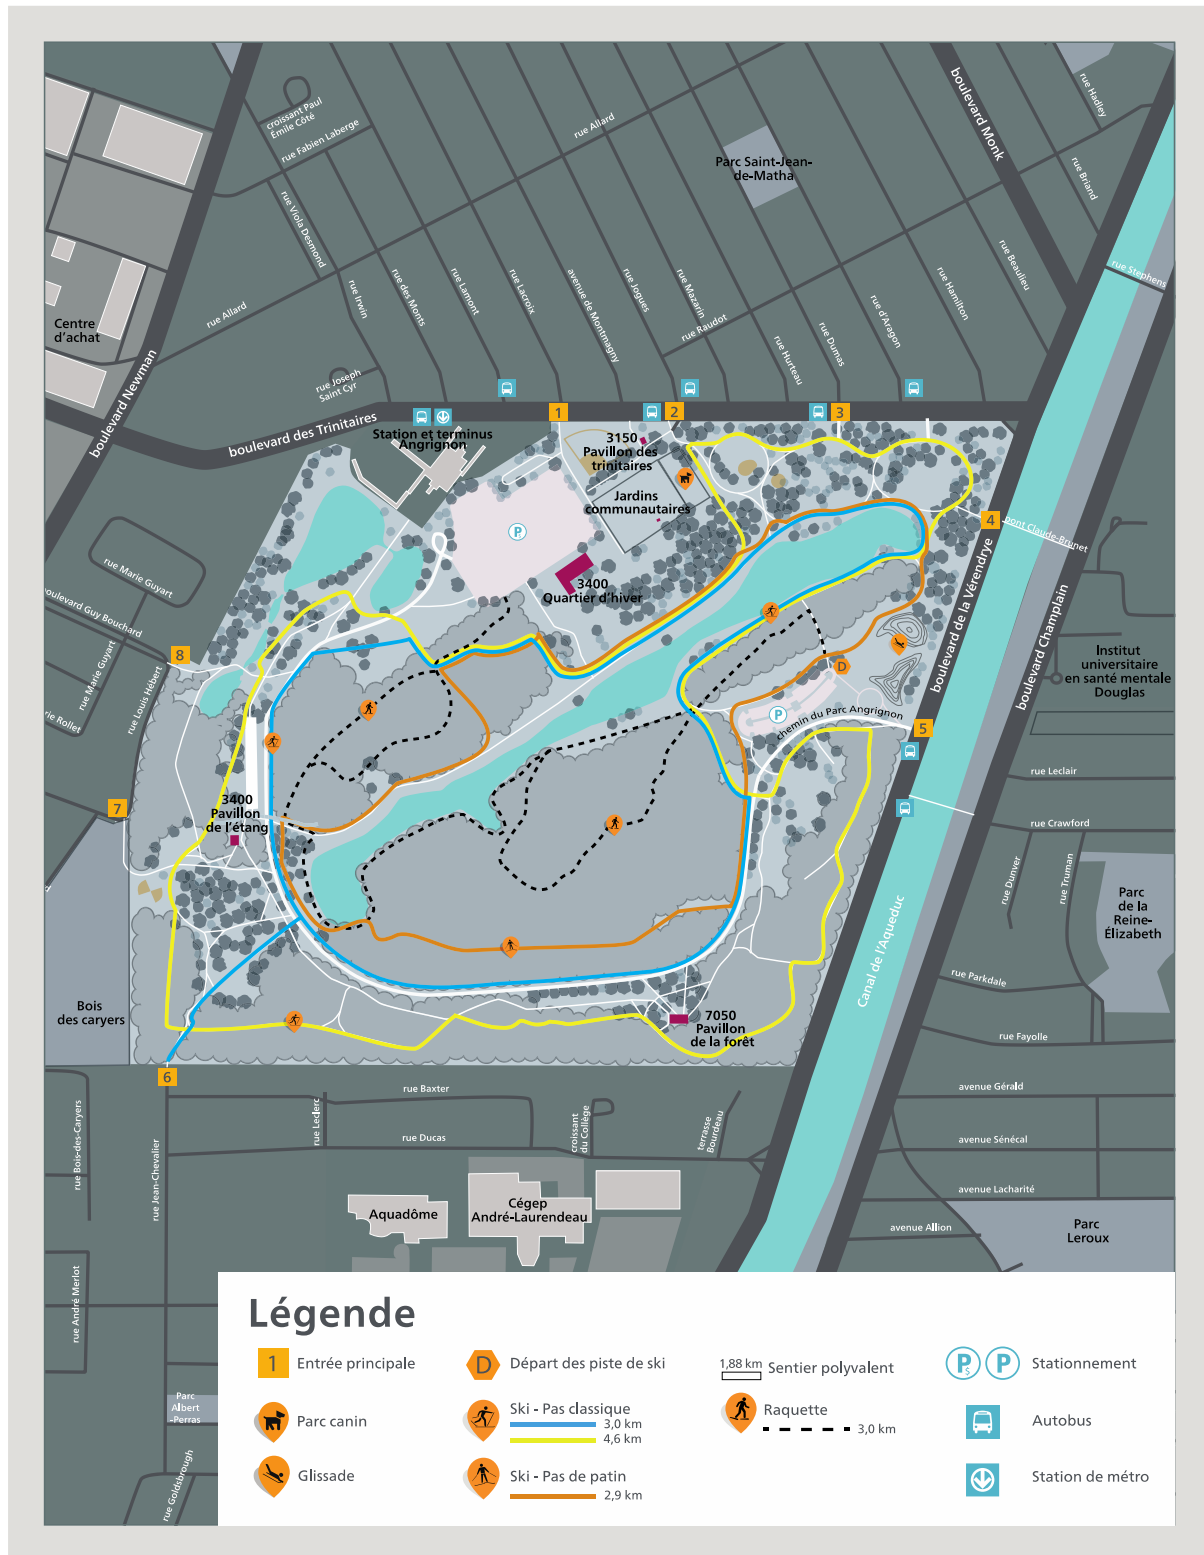 croissant Paul
Emile Côté
rue Fabien Laberge
rue Allard
boulevard Monk
rue Hadley
Parc Saint-Jean-
de-Matha
rue Briand
rue Viola Desmond
rue Beaulieu
rue Stephens
rue Allard
rue Irwin
rue des Monts
rue Lamont
rue Lacroix
avenue de Montmagny
rue Jogues
rue Mazarin
rue Raudot
rue Hurteau
rue Dumas
rue d'Aragon
rue Hamilton
Centre
d'achat
boulevard Newman
rue Joseph
Saint Cyr
boulevard des Trinitaires
1
2
3
Station et terminus
Angrignon
3150
Pavillon des
trinitaires
Jardins
communautaires
P
3400
Quartier d'hiver
4
pont Claude-Brunet
boulevard de la Vérendrye
boulevard Champlain
rue Marie Guyart
boulevard Guy Bouchard
rue Marie Guyart
rue Louis Hébert
8
D
P
chemin du Parc Angrignon
5
Institut
universitaire
en santé mentale
Douglas
rue Leclair
rue Crawford
7
3400
Pavillon
de l'étang
rue Dunver
rue Truman
Parc
de la
Reine-
Élizabeth
Canal de l'Aqueduc
rue Parkdale
Bois
des caryers
7050
Pavillon
de la forêt
rue Fayolle
6
rue Baxter
avenue Gérald
rue Bois-des-Caryers
rue Jean-Chevalier
rue Leclerc
rue Ducas
croissant
du Collège
terrasse
Bourdeau
avenue Sénécal
avenue Lacharité
Aquadôme
Cégep
André-Laurendeau
avenue Allion
Parc
Leroux
rue André Merlot
Parc
Albert
-Perras
rue Goldsbrough
Légende
1 Entrée principale
Parc canin
Glissade
D Départ des piste de ski
Ski - Pas classique
3,0 km
4,6 km
Ski - Pas de patin
2,9 km
1,88 km Sentier polyvalent
Raquette
3,0 km
P$ P Stationnement
Autobus
Station de métro